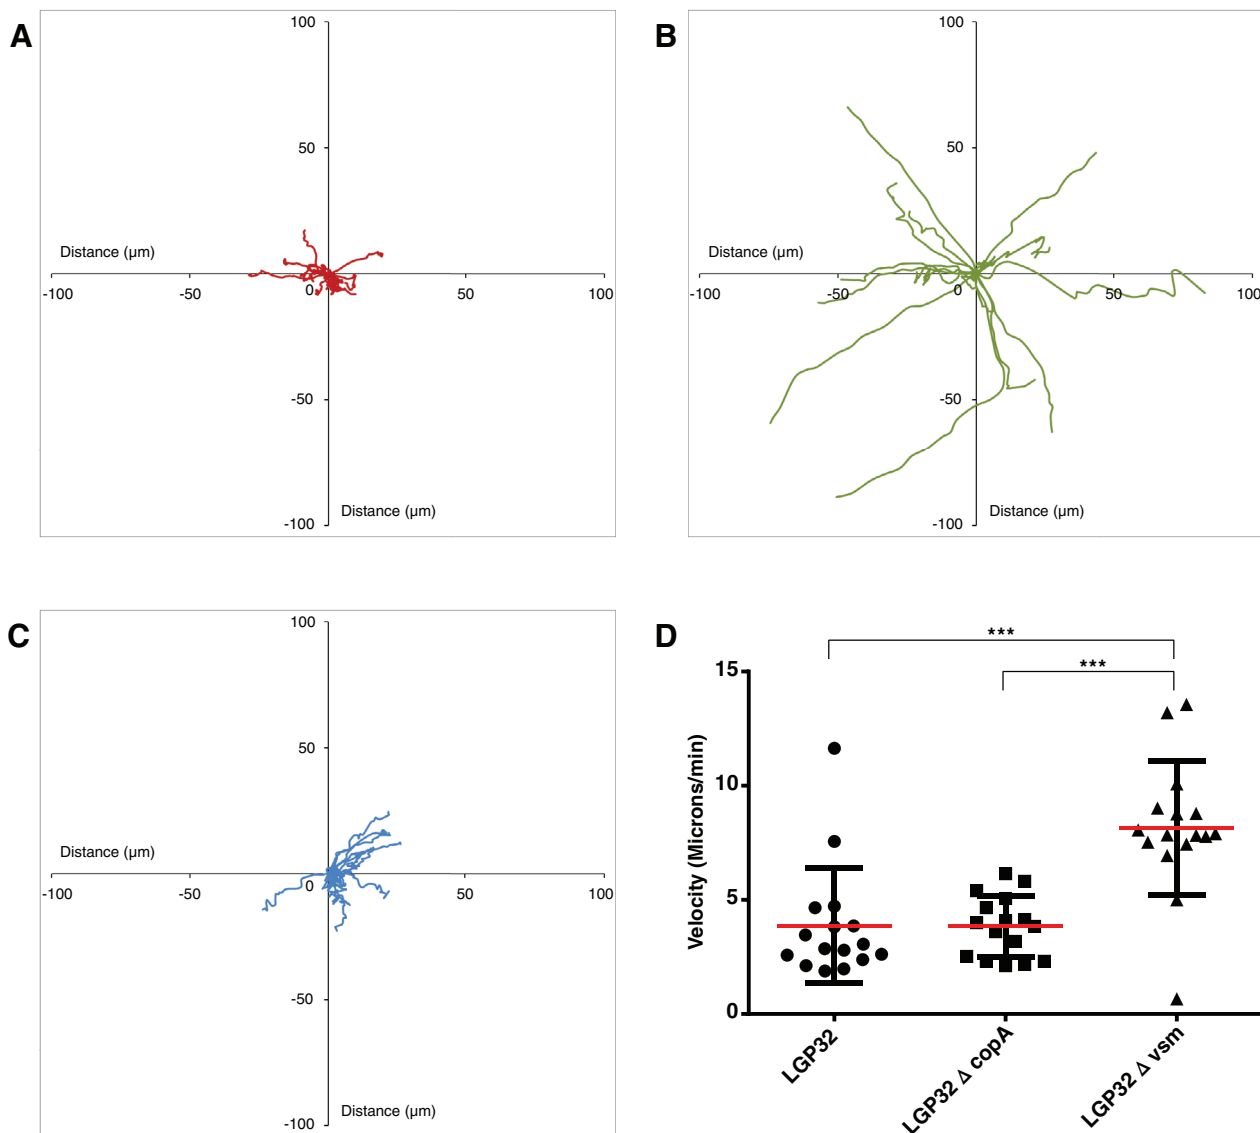 A
100
50
Distance (µm)
-100
-50
0
50
100
-50
-100
Distance (µm)
B
100
50
Distance (µm)
-100
-50
0
50
100
-50
-100
Distance (µm)
C
100
50
Distance (µm)
-100
-50
0
50
100
-50
-100
Distance (µm)
D
***
***
15
10
5
0
Velocity (Microns/min)
LGP32
LGP32 Δ copA
LGP32 Δ vsm